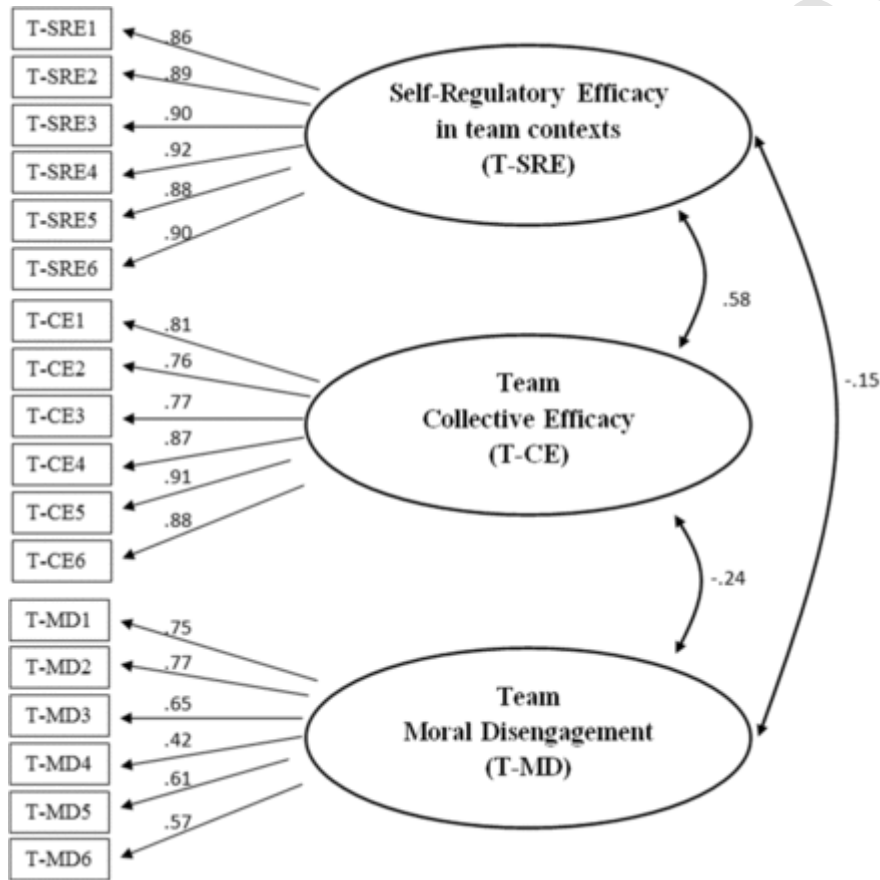 T-SRE1
.86
T-SRE2
.89
T-SRE3
.90
T-SRE4
.92
T-SRE5
.88
T-SRE6
.90
Self-Regulatory Efficacy
in team contexts
(T-SRE)
.58
T-CE1
.81
T-CE2
.76
T-CE3
.77
T-CE4
.87
T-CE5
.91
T-CE6
.88
Team
Collective Efficacy
(T-CE)
-.15
-.24
T-MD1
.75
T-MD2
.77
T-MD3
.65
T-MD4
.42
T-MD5
.61
T-MD6
.57
Team
Moral Disengagement
(T-MD)